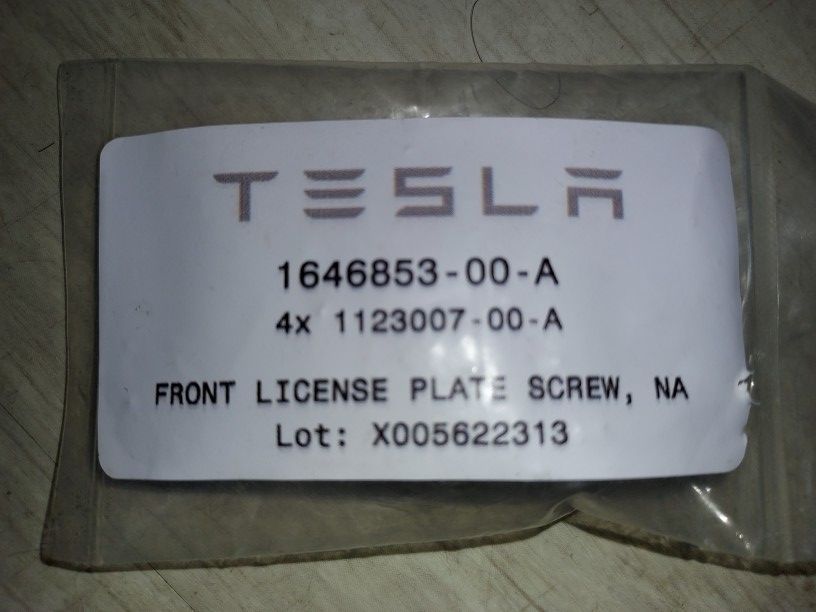 TESLA
1646853-00-A
4x 1123007-00-A
FRONT LICENSE PLATE SCREW, NA
Lot: X005622313